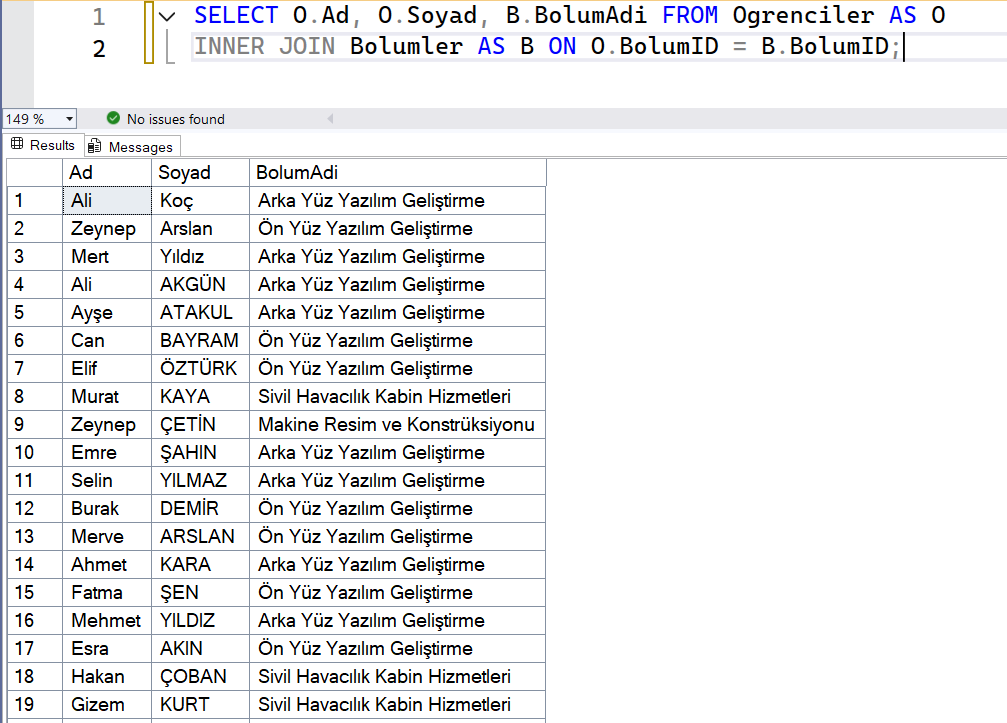 1 SELECT O.Ad, O.Soyad, B.BolumAdi FROM Ogrenciler AS O
2 INNER JOIN Bolumler AS B ON O.BolumID = B.BolumID;
149 % No issues found
Results Messages
Ad Soyad BolumAdi
1 Ali Koç Arka Yüz Yazılım Geliştirme
2 Zeynep Arslan Ön Yüz Yazılım Geliştirme
3 Mert Yıldız Arka Yüz Yazılım Geliştirme
4 Ali AKGÜN Arka Yüz Yazılım Geliştirme
5 Ayşe ATAKUL Arka Yüz Yazılım Geliştirme
6 Can BAYRAM Ön Yüz Yazılım Geliştirme
7 Elif ÖZTÜRK Ön Yüz Yazılım Geliştirme
8 Murat KAYA Sivil Havacılık Kabin Hizmetleri
9 Zeynep ÇETİN Makine Resim ve Konstrüksiyonu
10 Emre ŞAHIN Arka Yüz Yazılım Geliştirme
11 Selin YILMAZ Arka Yüz Yazılım Geliştirme
12 Burak DEMİR Ön Yüz Yazılım Geliştirme
13 Merve ARSLAN Ön Yüz Yazılım Geliştirme
14 Ahmet KARA Arka Yüz Yazılım Geliştirme
15 Fatma ŞEN Ön Yüz Yazılım Geliştirme
16 Mehmet YILDIZ Arka Yüz Yazılım Geliştirme
17 Esra AKIN Ön Yüz Yazılım Geliştirme
18 Hakan ÇOBAN Sivil Havacılık Kabin Hizmetleri
19 Gizem KURT Sivil Havacılık Kabin Hizmetleri